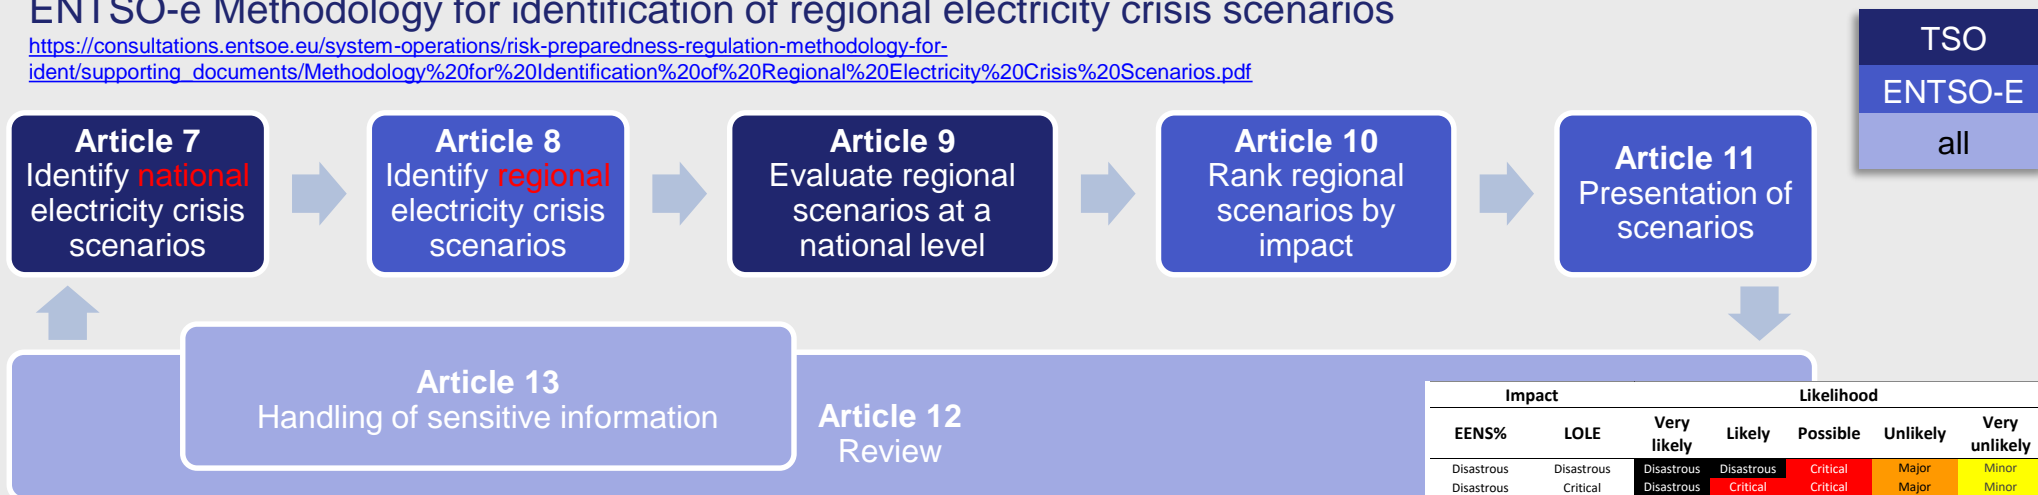 ENTSO-e Methodology for identification of regional electricity crisis scenarios
https://consultations.entsoe.eu/system-operations/risk-preparedness-regulation-methodology-for-
ident/supporting_documents/Methodology%20for%20Identification%20of%20Regional%20Electricity%20Crisis%20Scenarios.pdf
TSO
ENTSO-E
all
Article 7
Identify national
electricity crisis
scenarios
Article 8
Identify regional
electricity crisis
scenarios
Article 9
Evaluate regional
scenarios at a
national level
Article 10
Rank regional
scenarios by
impact
Article 11
Presentation of
scenarios
Article 13
Handling of sensitive information
Article 12
Review
Impact Likelihood
EENS% LOLE Very likely Likely Possible Unlikely Very unlikely
Disastrous Disastrous Disastrous Disastrous Critical Major Minor
Disastrous Critical Disastrous Critical Critical Major Minor